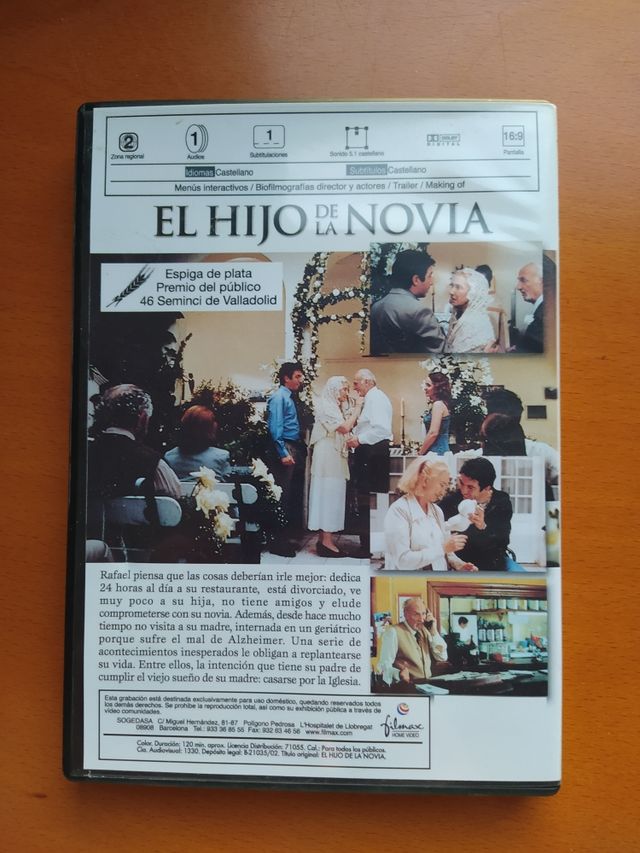 2
1
1
DOLBY
DIGITAL
16:9
Zona regional
Audios
Subtitulaciones
Sonido 5.1 castellano
Pantalla
Idiomas Castellano
Subtítulos Castellano
Menús interactivos / Biofilmografías director y actores / Trailer / Making of
EL HIJO DE LA NOVIA
Espiga de plata
Premio del público
46 Seminci de Valladolid
Rafael piensa que las cosas deberían irle mejor: dedica
24 horas al día a su restaurante, está divorciado, ve
muy poco a su hija, no tiene amigos y elude
comprometerse con su novia. Además, desde hace mucho
tiempo no visita a su madre, internada en un geriátrico
porque sufre el mal de Alzheimer. Una serie de
acontecimientos inesperados le obligan a replantearse
su vida. Entre ellos, la intención que tiene su padre de
cumplir el viejo sueño de su madre: casarse por la Iglesia.
Esta grabación está destinada exclusivamente para uso doméstico, quedando reservados todos
los demás derechos. Se prohíbe la reproducción total, así como su exhibición pública a través de
vídeo comunidades.
SOGEDASA C/ Miguel Hernández, 81-87 Polígono Pedrosa L'Hospitalet de Llobregat
08908 Barcelona Tel.: 93 336 85 55 Fax: 932 63 46 56 www.filmax.com
filmax
HOME VIDEO
Color, Duración: 120 min. aprox. Licencia Distribución: 71055. Cal.: Para todos los públicos.
Cia. Audiovisual: 1330, Depósito legal: B-21035/02. Título original: EL HIJO DE LA NOVIA.